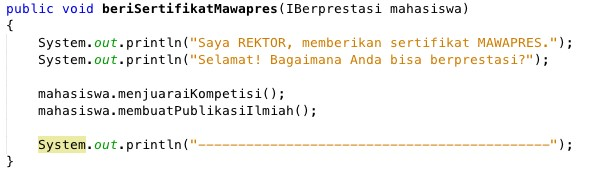 public void beriSertifikatMawapres(IBerprestasi mahasiswa)
{
    System.out.println("Saya REKTOR, memberikan sertifikat MAWAPRES.");
    System.out.println("Selamat! Bagaimana Anda bisa berprestasi?");

    mahasiswa.menjuaraiKompetisi();
    mahasiswa.membuatPublikasiIlmiah();

    System.out.println("--------------------------------------------");
}